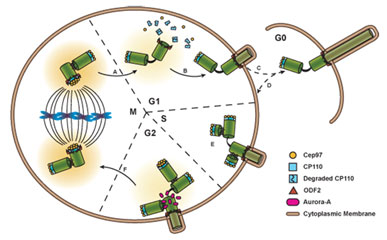 G0
A
B
C
D
G1
M
S
G2
E
F
Cep97
CP110
Degraded CP110
ODF2
Aurora-A
Cytoplasmic Membrane